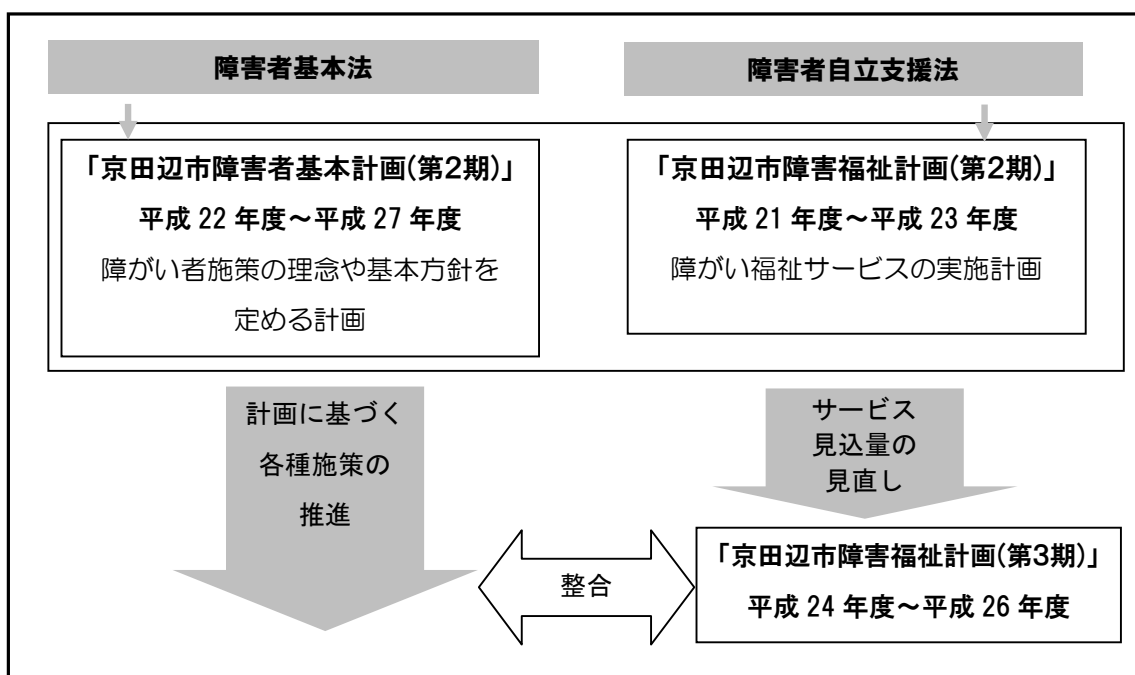 障害者基本法
障害者自立支援法
「京田辺市障害者基本計画(第2期)」
平成 22 年度～平成 27 年度
障がい者施策の理念や基本方針を
定める計画
「京田辺市障害福祉計画(第2期)」
平成 21 年度～平成 23 年度
障がい福祉サービスの実施計画
計画に基づく
各種施策の
推進
サービス
見込量の
見直し
整合
「京田辺市障害福祉計画(第3期)」
平成 24 年度～平成 26 年度